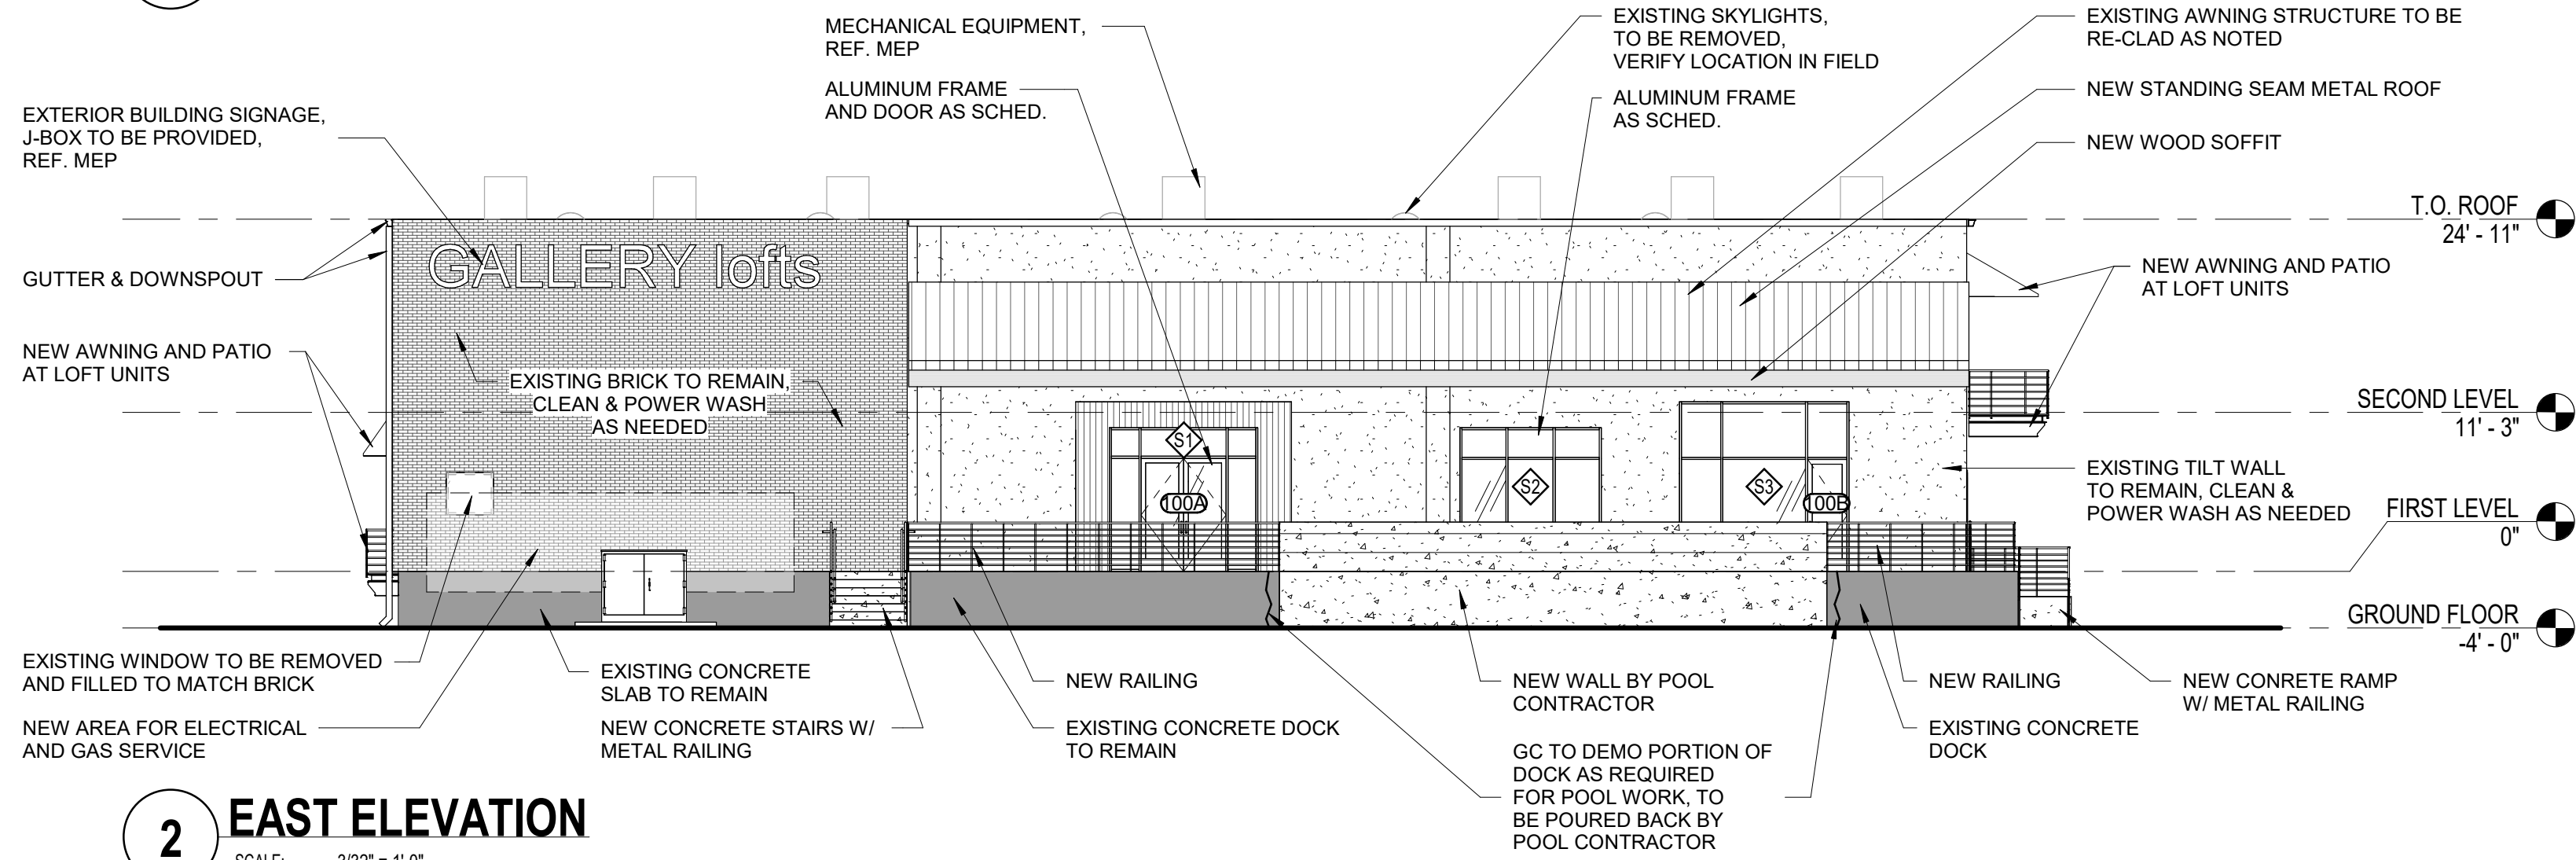 MECHANICAL EQUIPMENT,
REF. MEP
ALUMINUM FRAME
AND DOOR AS SCHED.
EXISTING SKYLIGHTS,
TO BE REMOVED,
VERIFY LOCATION IN FIELD
ALUMINUM FRAME
AS SCHED.
EXISTING AWNING STRUCTURE TO BE
RE-CLAD AS NOTED
NEW STANDING SEAM METAL ROOF
NEW WOOD SOFFIT
EXTERIOR BUILDING SIGNAGE,
J-BOX TO BE PROVIDED,
REF. MEP
GUTTER & DOWNSPOUT
NEW AWNING AND PATIO
AT LOFT UNITS
GALLERY lofts
EXISTING BRICK TO REMAIN,
CLEAN & POWER WASH
AS NEEDED
S1
100A
S2
S3
100B
T.O. ROOF
24' - 11"
NEW AWNING AND PATIO
AT LOFT UNITS
SECOND LEVEL
11' - 3"
EXISTING TILT WALL
TO REMAIN, CLEAN &
POWER WASH AS NEEDED
FIRST LEVEL
0"
GROUND FLOOR
-4' - 0"
EXISTING WINDOW TO BE REMOVED
AND FILLED TO MATCH BRICK
NEW AREA FOR ELECTRICAL
AND GAS SERVICE
EXISTING CONCRETE
SLAB TO REMAIN
NEW CONCRETE STAIRS W/
METAL RAILING
NEW RAILING
EXISTING CONCRETE DOCK
TO REMAIN
NEW WALL BY POOL
CONTRACTOR
GC TO DEMO PORTION OF
DOCK AS REQUIRED
FOR POOL WORK, TO
BE POURED BACK BY
POOL CONTRACTOR
NEW RAILING
EXISTING CONCRETE
DOCK
NEW CONRETE RAMP
W/ METAL RAILING
2
EAST ELEVATION
SCALE: 3/32" = 1'-0"